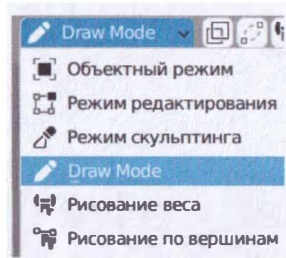 Draw Mode
Объектный режим
Режим редактирования
Режим скульптинга
Draw Mode
Рисование веса
Рисование по вершинам